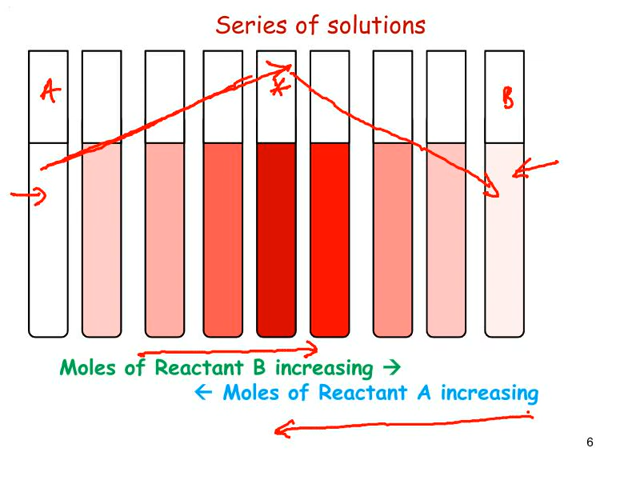 Series of solutions
A
*
B
Moles of Reactant B increasing →
← Moles of Reactant A increasing
6